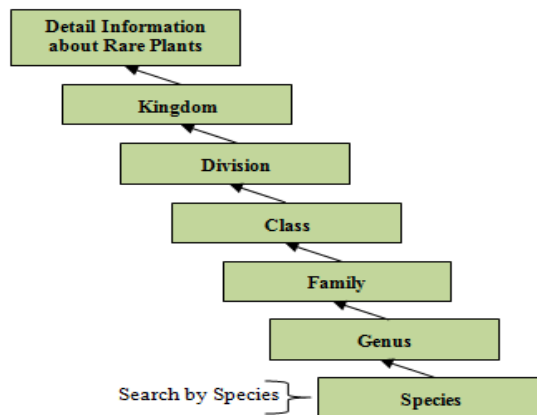 Detail Information
about Rare Plants
Kingdom
Division
Class
Family
Genus
Search by Species
Species